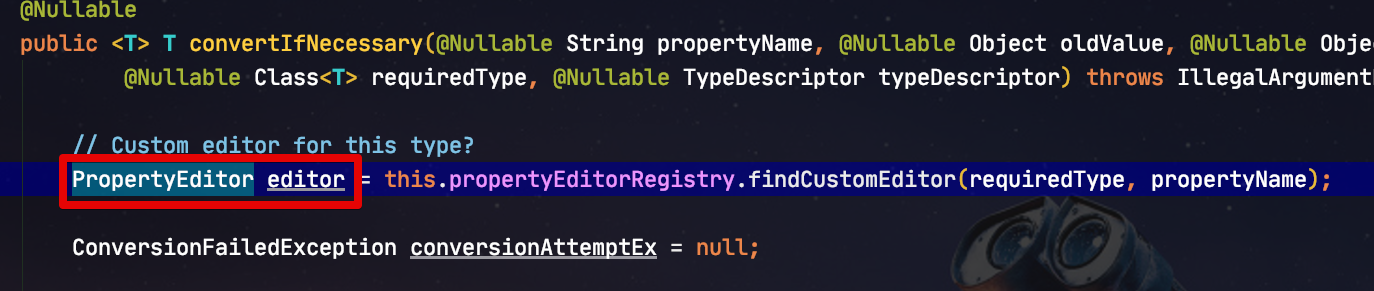 @Nullable
public <T> T convertIfNecessary(@Nullable String propertyName, @Nullable Object oldValue, @Nullable Obje
@Nullable Class<T> requiredType, @Nullable TypeDescriptor typeDescriptor) throws IllegalArgument
// Custom editor for this type?
PropertyEditor editor = this.propertyEditorRegistry.findCustomEditor(requiredType, propertyName);
ConversionFailedException conversionAttemptEx = null;